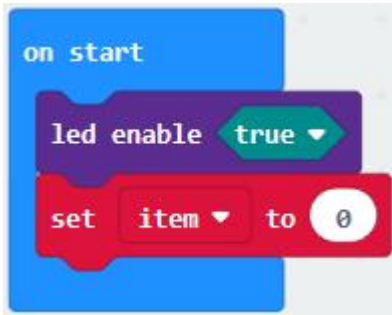 on start
led enable true
set item to 0